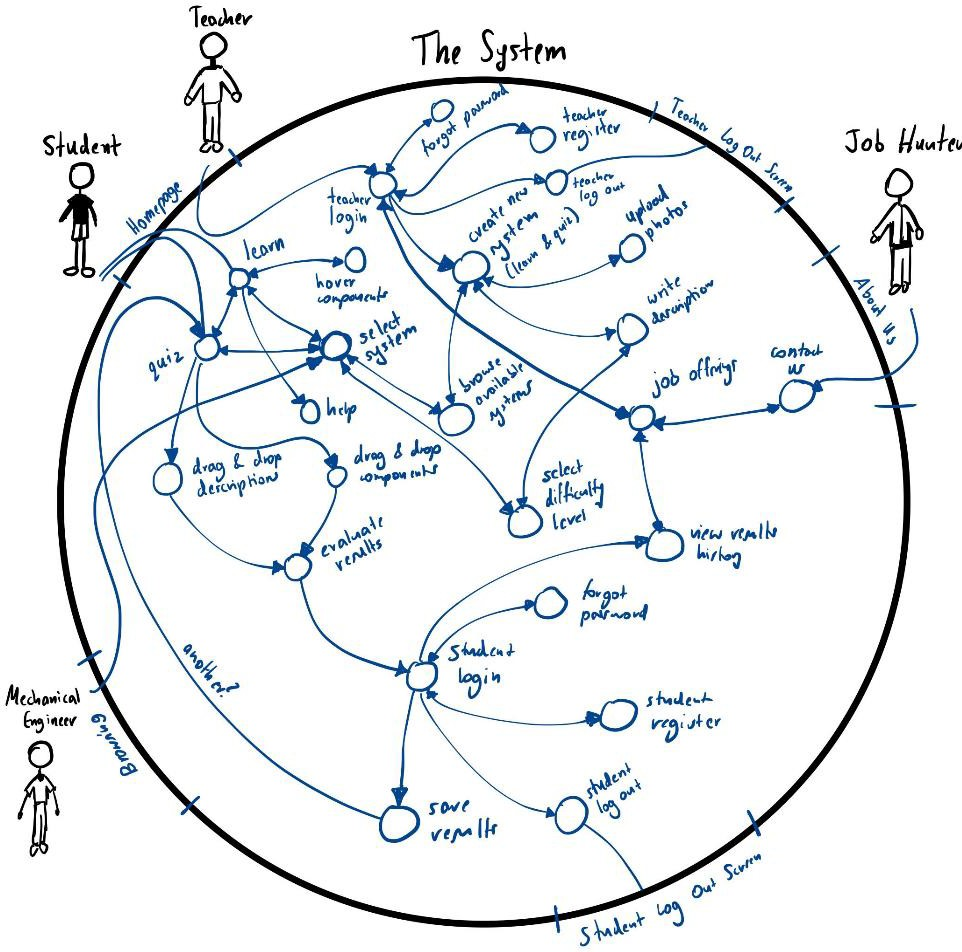 Teacher
The System
Student
Job Hunter
Homepage
Teacher Log Out Screen
About Us
forgot password
teacher
register
teacher
login
teacher
log out
create new
system
(learn & quiz)
upload
photos
learn
hover
components
write
description
quiz
select
system
browse
available
systems
job offerings
contact
us
help
drag & drop
description
drag & drop
components
select
difficulty
level
evaluate
results
view results
history
forgot
password
student
login
another?
student
register
Mechanical
Engineer
Browsing
save
results
student
log out
Student Log Out Screen